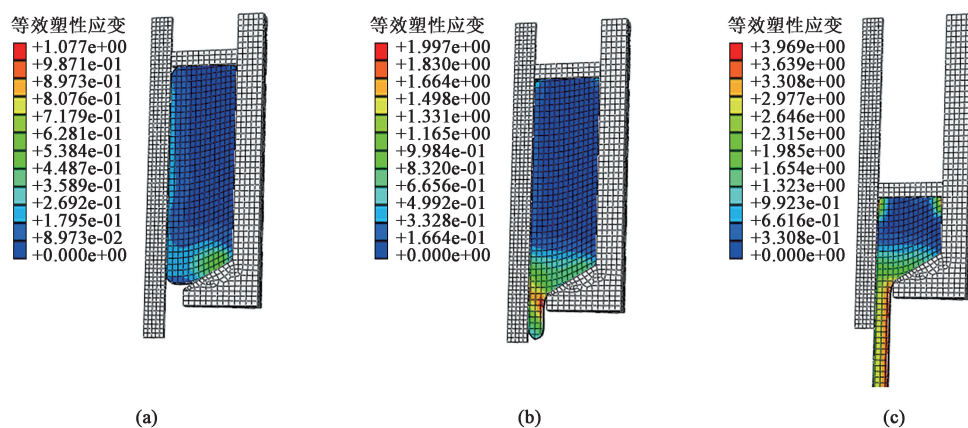 等效塑性应变
+1.077e+00
+9.871e-01
+8.973e-01
+8.076e-01
+7.179e-01
+6.281e-01
+5.384e-01
+4.487e-01
+3.589e-01
+2.692e-01
+1.795e-01
+8.973e-02
+0.000e+00
(a)
等效塑性应变
+1.997e+00
+1.830e+00
+1.664e+00
+1.498e+00
+1.331e+00
+1.165e+00
+9.984e-01
+8.320e-01
+6.656e-01
+4.992e-01
+3.328e-01
+1.664e-01
+0.000e+00
(b)
等效塑性应变
+3.969e+00
+3.639e+00
+3.308e+00
+2.977e+00
+2.646e+00
+2.315e+00
+1.985e+00
+1.654e+00
+1.323e+00
+9.923e-01
+6.616e-01
+3.308e-01
+0.000e+00
(c)